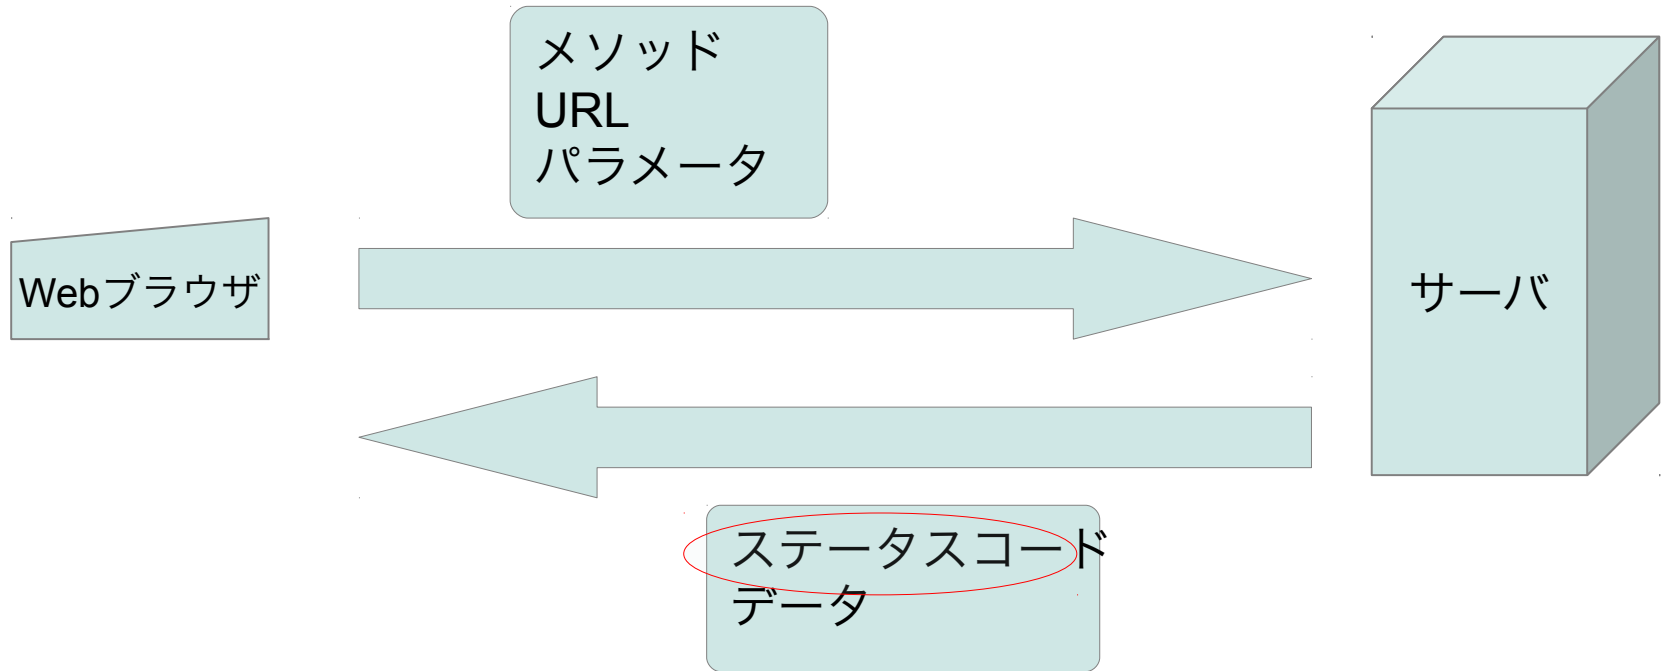 メソッド
URL
パラメータ
Webブラウザ
サーバ
ステータスコード
データ